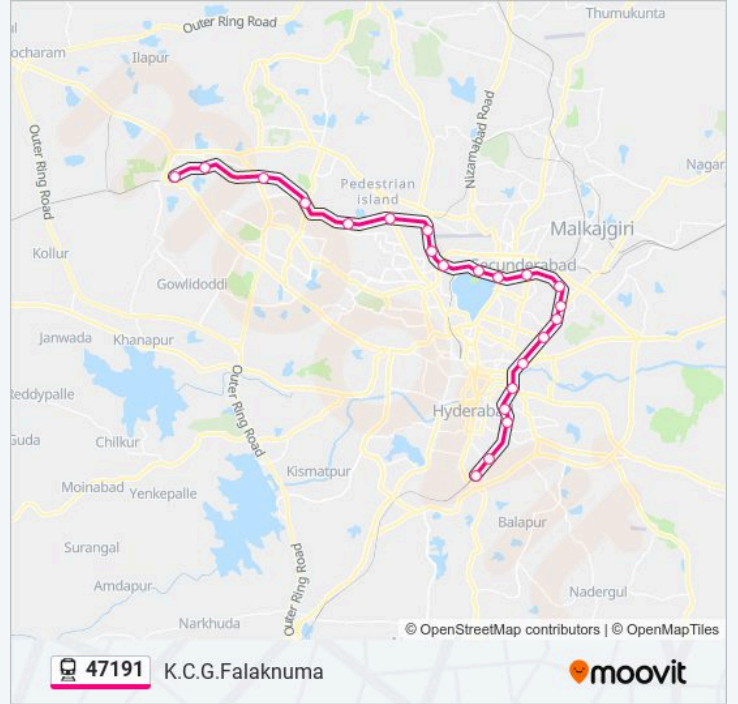 Thumukunta
Outer Ring Road
ocharam
Ilapur
Nizamabad Road
Outer Ring Road
Nagar
Pedestrian
island
Malkajgiri
Kollur
Secunderabad
Gowlidoddi
Janwada
Khanapur
Reddypalle
Outer Ring Road
Hyderabad
Guda
Chilkur
Kismatpur
Moinabad
Yenkepalle
Balapur
Surangal
Outer Ring Road
Amdapur
Nadergul
Narkhuda
© OpenStreetMap contributors | © OpenMapTiles
47191 K.C.G.Falaknuma
moovit